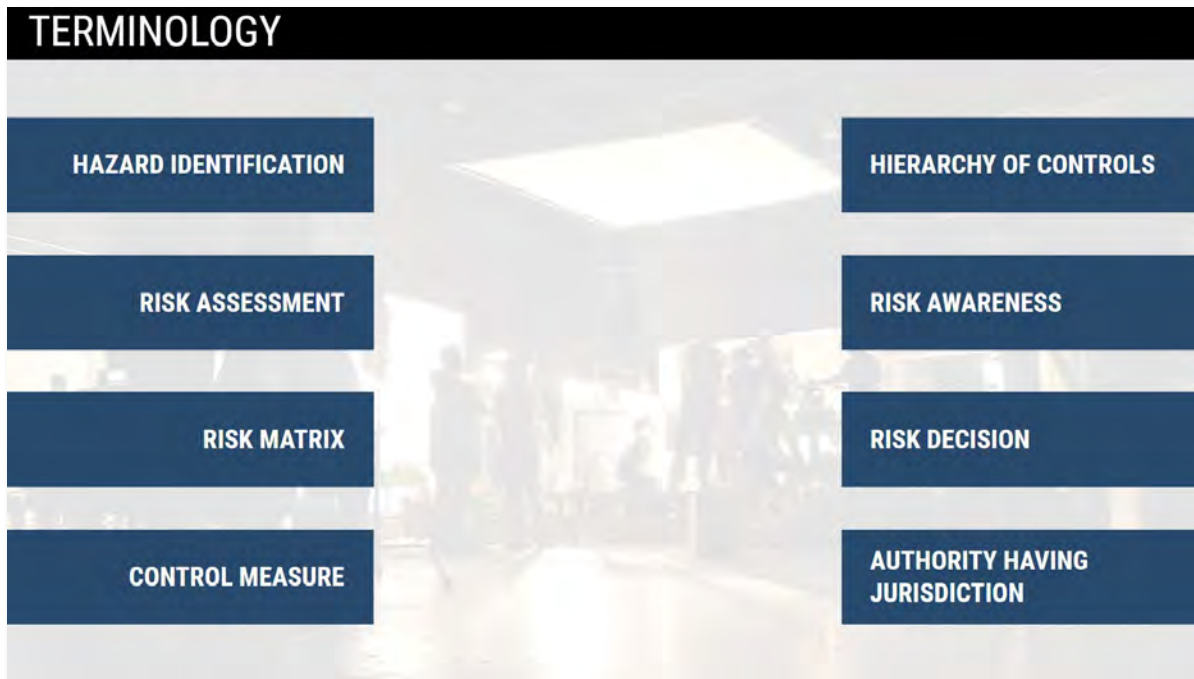 TERMINOLOGY
HAZARD IDENTIFICATION
RISK ASSESSMENT
RISK MATRIX
CONTROL MEASURE
HIERARCHY OF CONTROLS
RISK AWARENESS
RISK DECISION
AUTHORITY HAVING
JURISDICTION